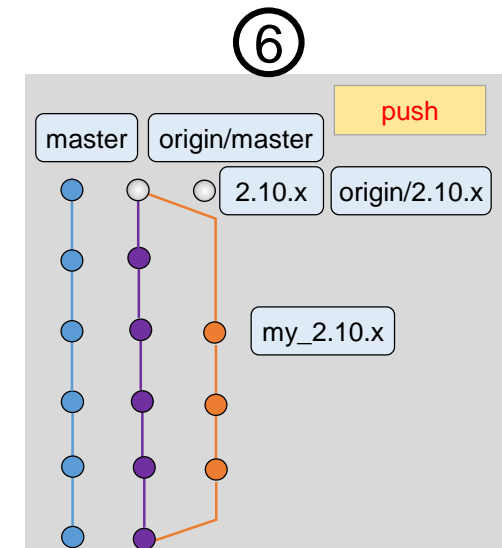 6
push
master origin/master
2.10.x origin/2.10.x
my_2.10.x